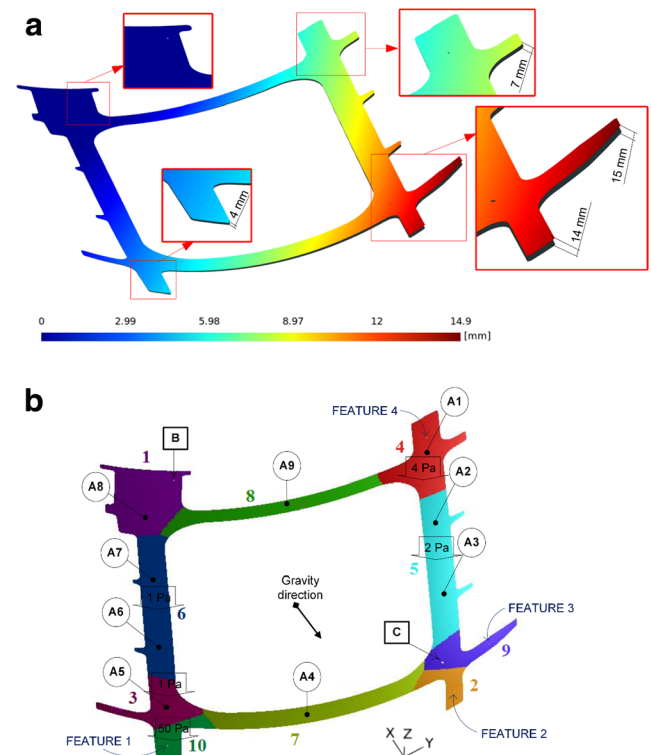 a
7 mm
15 mm
4 mm
14 mm
0 2.99 5.98 8.97 12 14.9
[mm]
b
A1
FEATURE 4
B
4
1
4 Pa
A9
A2
A8
8
A7
2 Pa
A3
5
Gravity
direction
1 Pa
6
A6
FEATURE 3
C
9
A5
1 Pa
A4
2
3
50 Pa
X Z Y
FEATURE 2
FEATURE 1
10
7